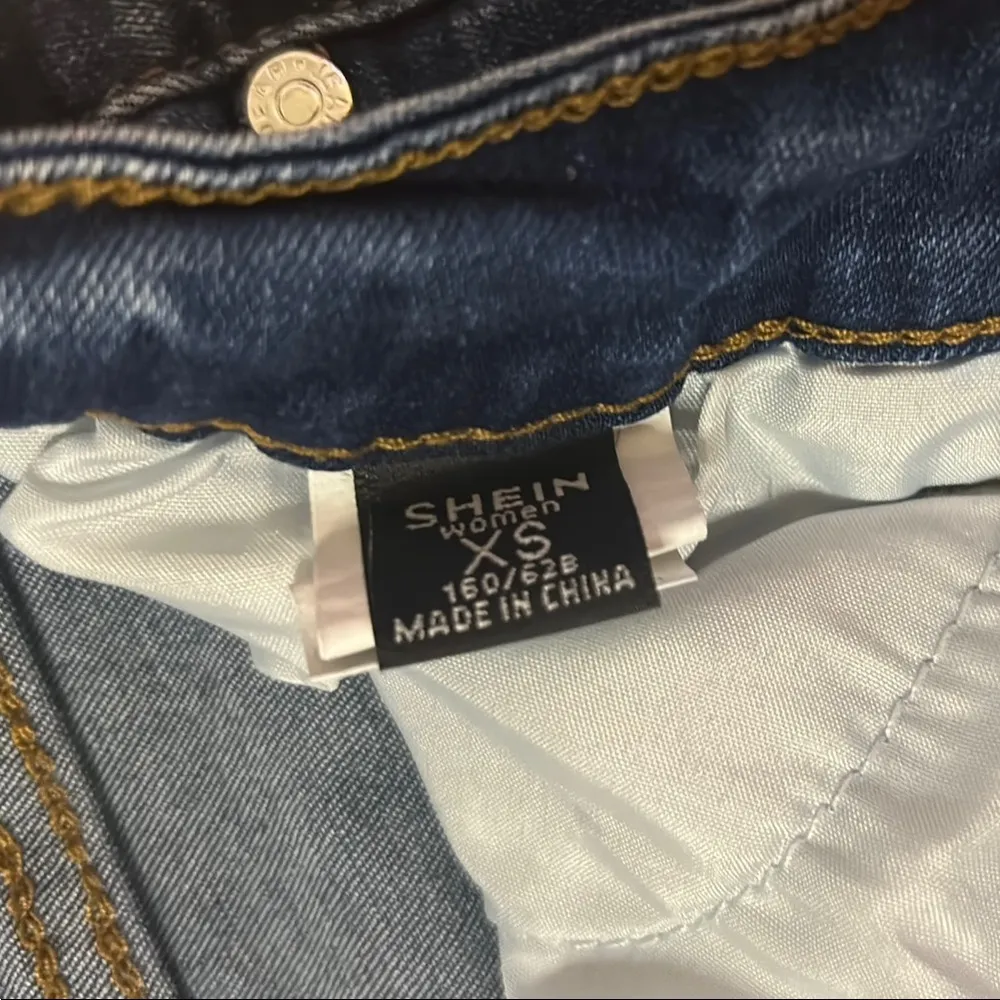 SHEIN
women
XS
160/62B
MADE IN CHINA